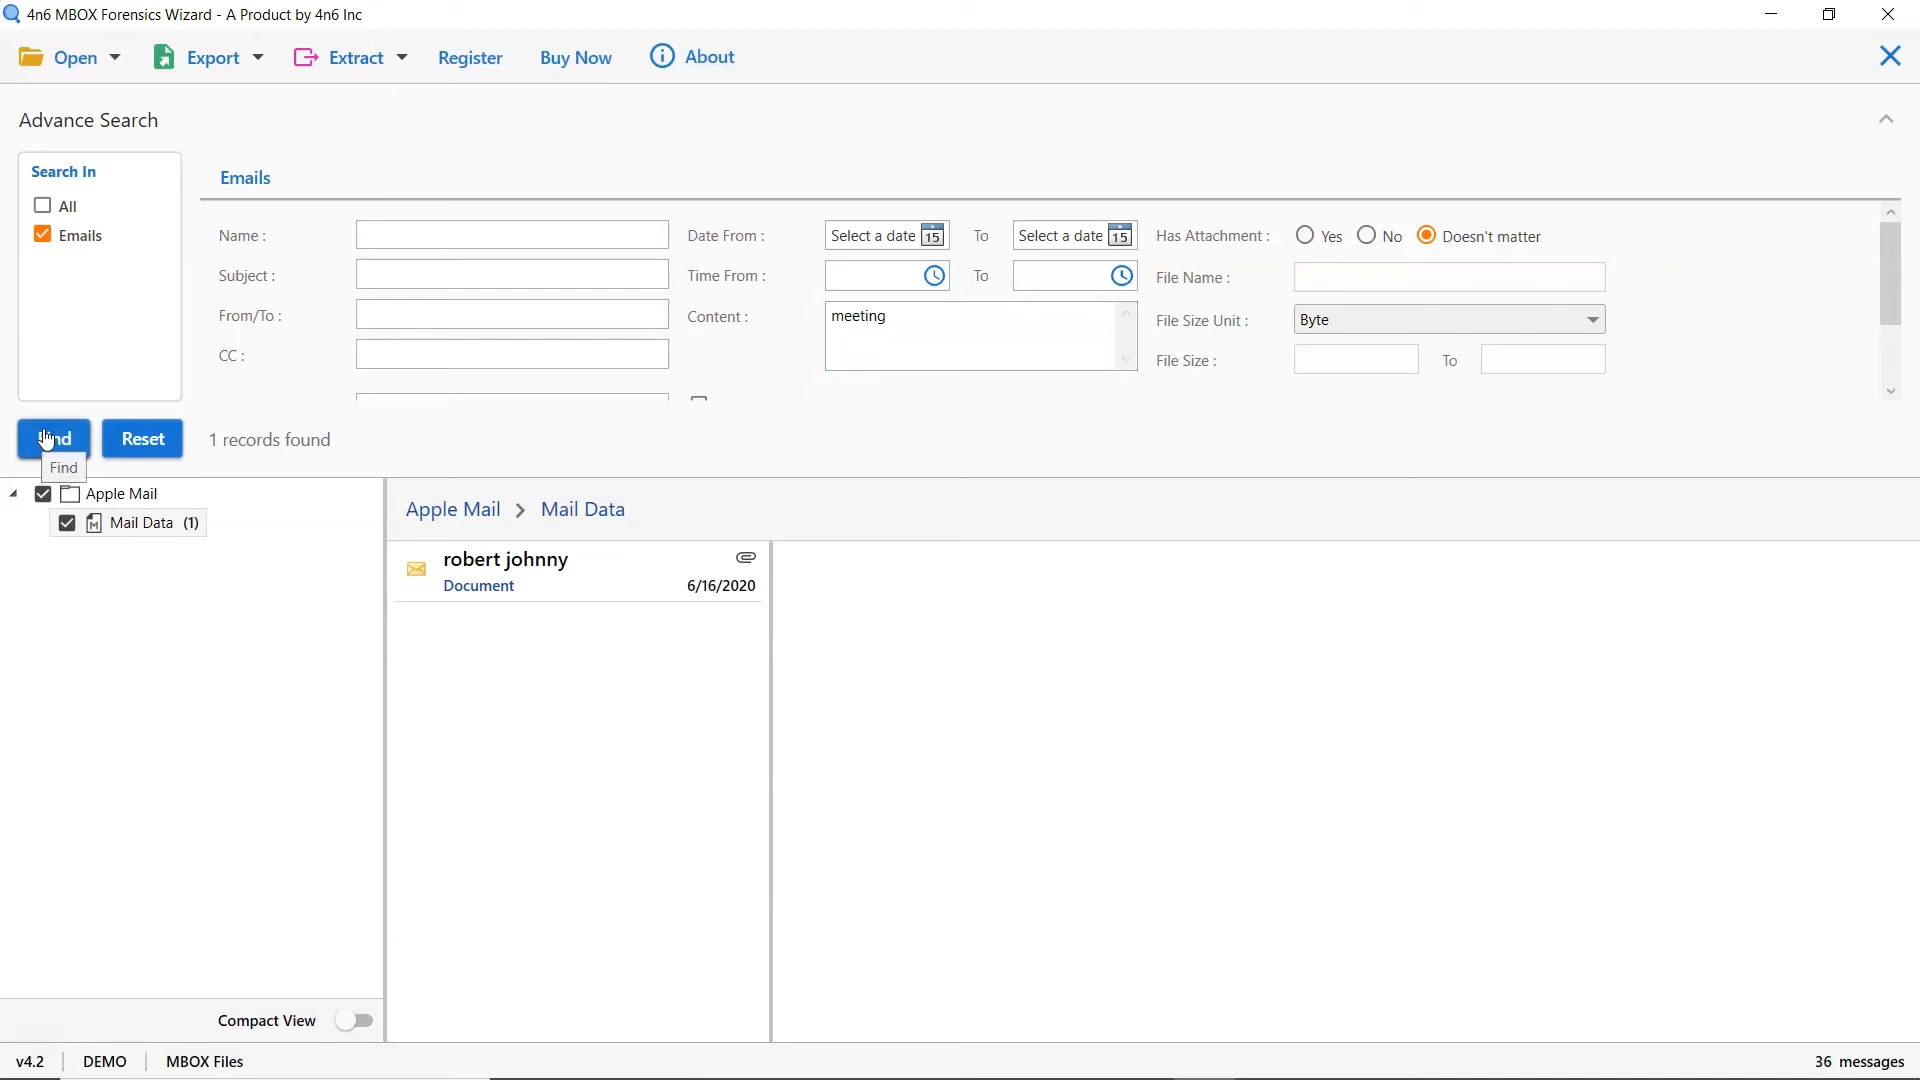 4n6 MBOX Forensics Wizard - A Product by 4n6 Inc
Open Export Extract Register Buy Now About
Advance Search
Search In
All
Emails
Emails
Name : Date From : Select a date 15 To Select a date 15 Has Attachment : Yes No Doesn't matter
Subject : Time From : To File Name :
From/To : Content : meeting File Size Unit : Byte
CC : File Size : To
Reset 1 records found
Find
Apple Mail
Mail Data (1)
Apple Mail > Mail Data
robert johnny
Document 6/16/2020
Compact View
v4.2 DEMO MBOX Files 36 messages